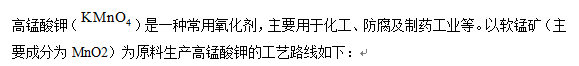 高锰酸钾（KMnO₄）是一种常用氧化剂，主要用于化工、防腐及制药工业等。以软锰矿（主
要成分为 MnO2）为原料生产高锰酸钾的工艺路线如下：↵